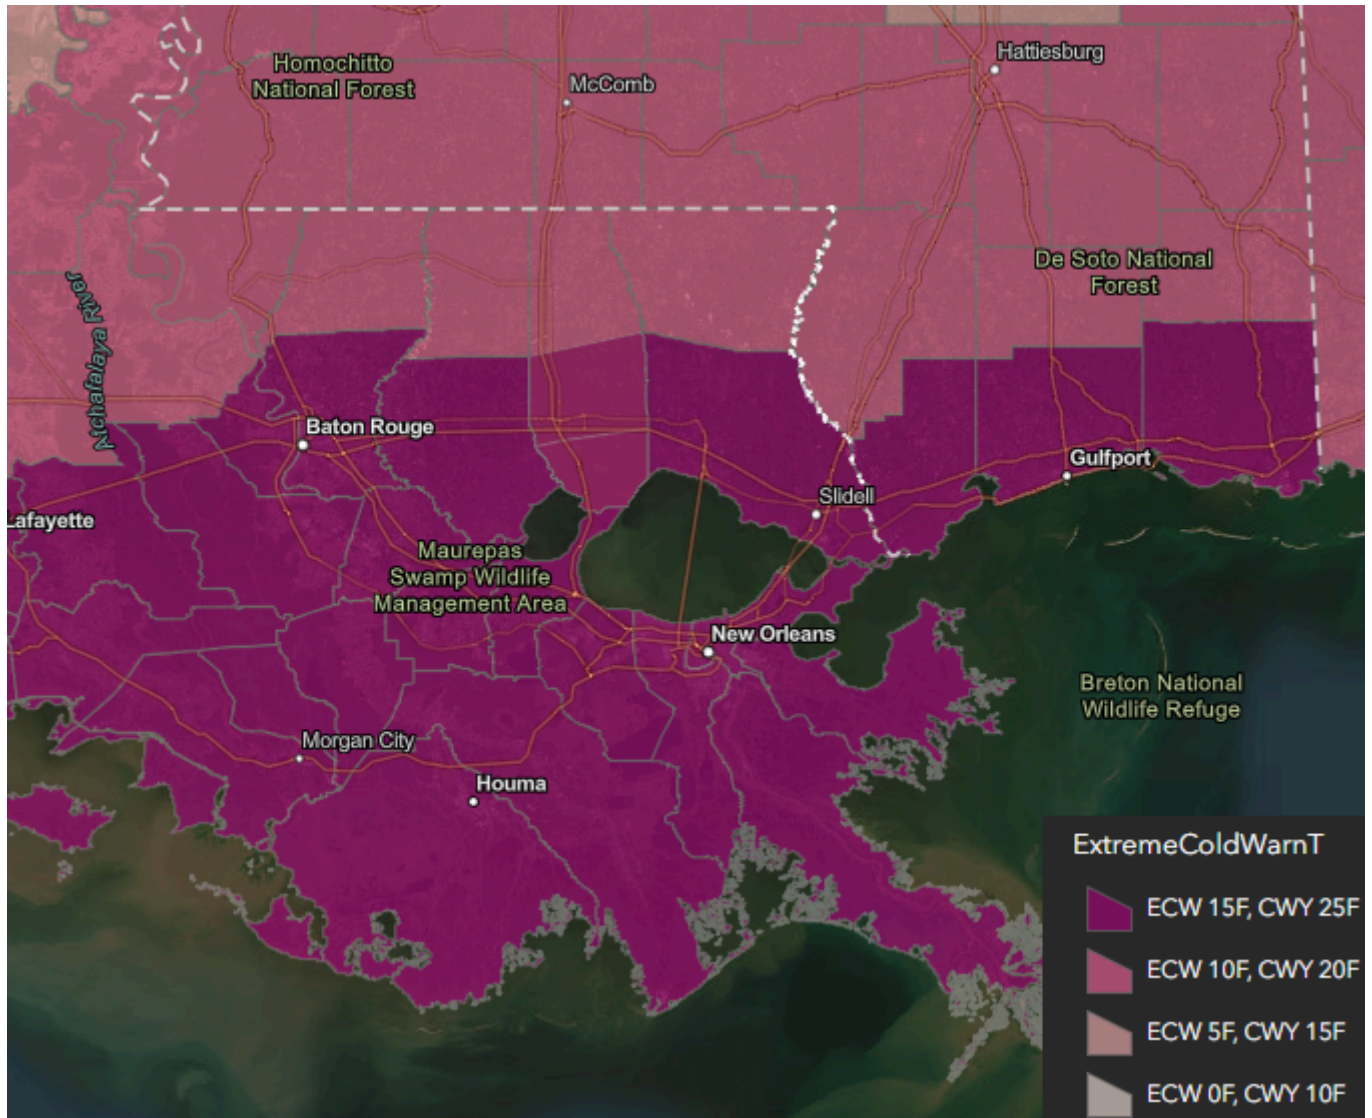 Hattiesburg
Homochitto
National Forest
McComb
De Soto National
Forest
Atchafalaya River
Baton Rouge
Gulfport
Slidell
Lafayette
Maurepas
Swamp Wildlife
Management Area
New Orleans
Breton National
Wildlife Refuge
Morgan City
Houma
ExtremeColdWarnT
ECW 15F, CWY 25F
ECW 10F, CWY 20F
ECW 5F, CWY 15F
ECW 0F, CWY 10F